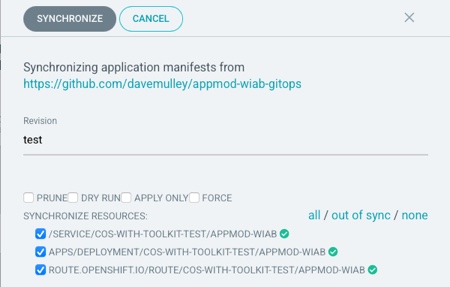 SYNCHRONIZE CANCEL
Synchronizing application manifests from
https://github.com/davemulley/appmod-wiab-gitops
Revision
test
PRUNE DRY RUN APPLY ONLY FORCE
SYNCHRONIZE RESOURCES: all / out of sync / none
/SERVICE/COS-WITH-TOOLKIT-TEST/APPMOD-WIAB
APPS/DEPLOYMENT/COS-WITH-TOOLKIT-TEST/APPMOD-WIAB
ROUTE.OPENSHIFT.IO/ROUTE/COS-WITH-TOOLKIT-TEST/APPMOD-WIAB